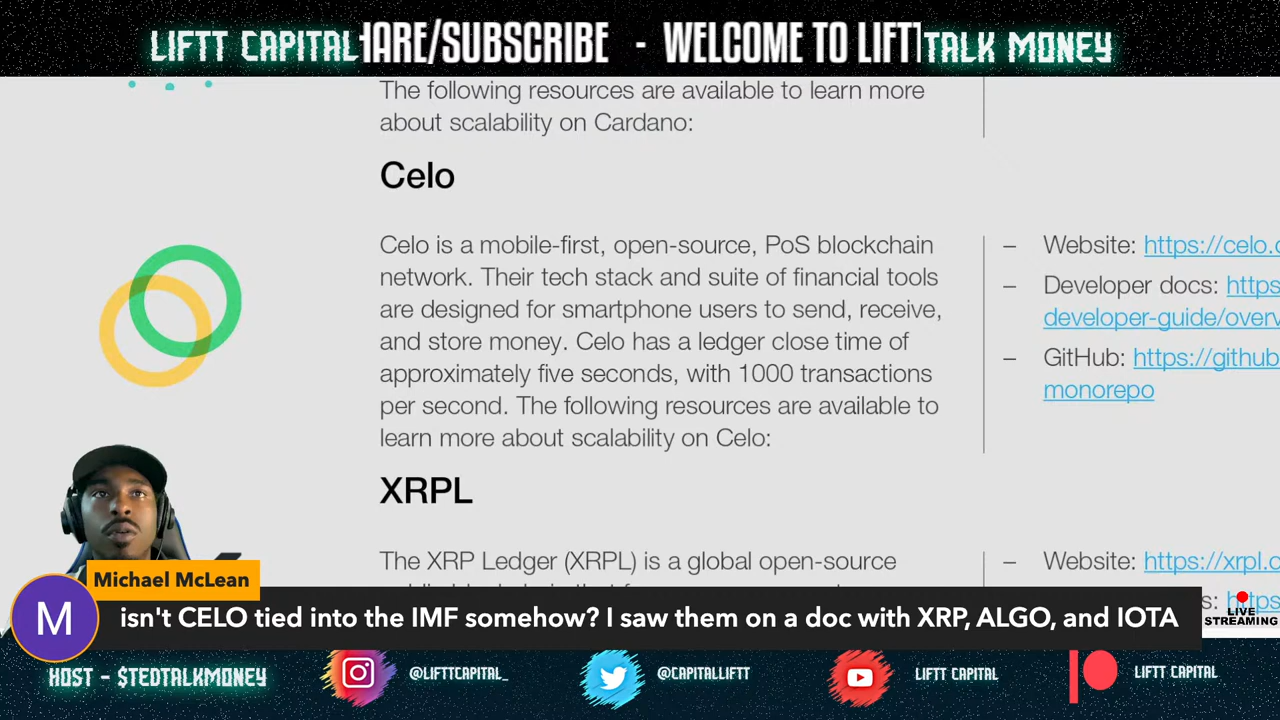 LIFTT CAPITAL
HARE/SUBSCRIBE - WELCOME TO LIFT
TALK MONEY
The following resources are available to learn more
about scalability on Cardano:
Celo
Celo is a mobile-first, open-source, PoS blockchain
network. Their tech stack and suite of financial tools
are designed for smartphone users to send, receive,
and store money. Celo has a ledger close time of
approximately five seconds, with 1000 transactions
per second. The following resources are available to
learn more about scalability on Celo:
– Website: https://celo.c
– Developer docs: https
developer-guide/overv
– GitHub: https://github
monorepo
XRPL
The XRP Ledger (XRPL) is a global open-source
– Website: https://xrpl.c
s: https
Michael McLean
M
isn't CELO tied into the IMF somehow? I saw them on a doc with XRP, ALGO, and IOTA
LIVE
STREAMING
HOST - $TEDTALKMONEY
@LIFTTCAPITAL_
@CAPITALLIFTT
LIFTT CAPITAL
LIFTT CAPITAL